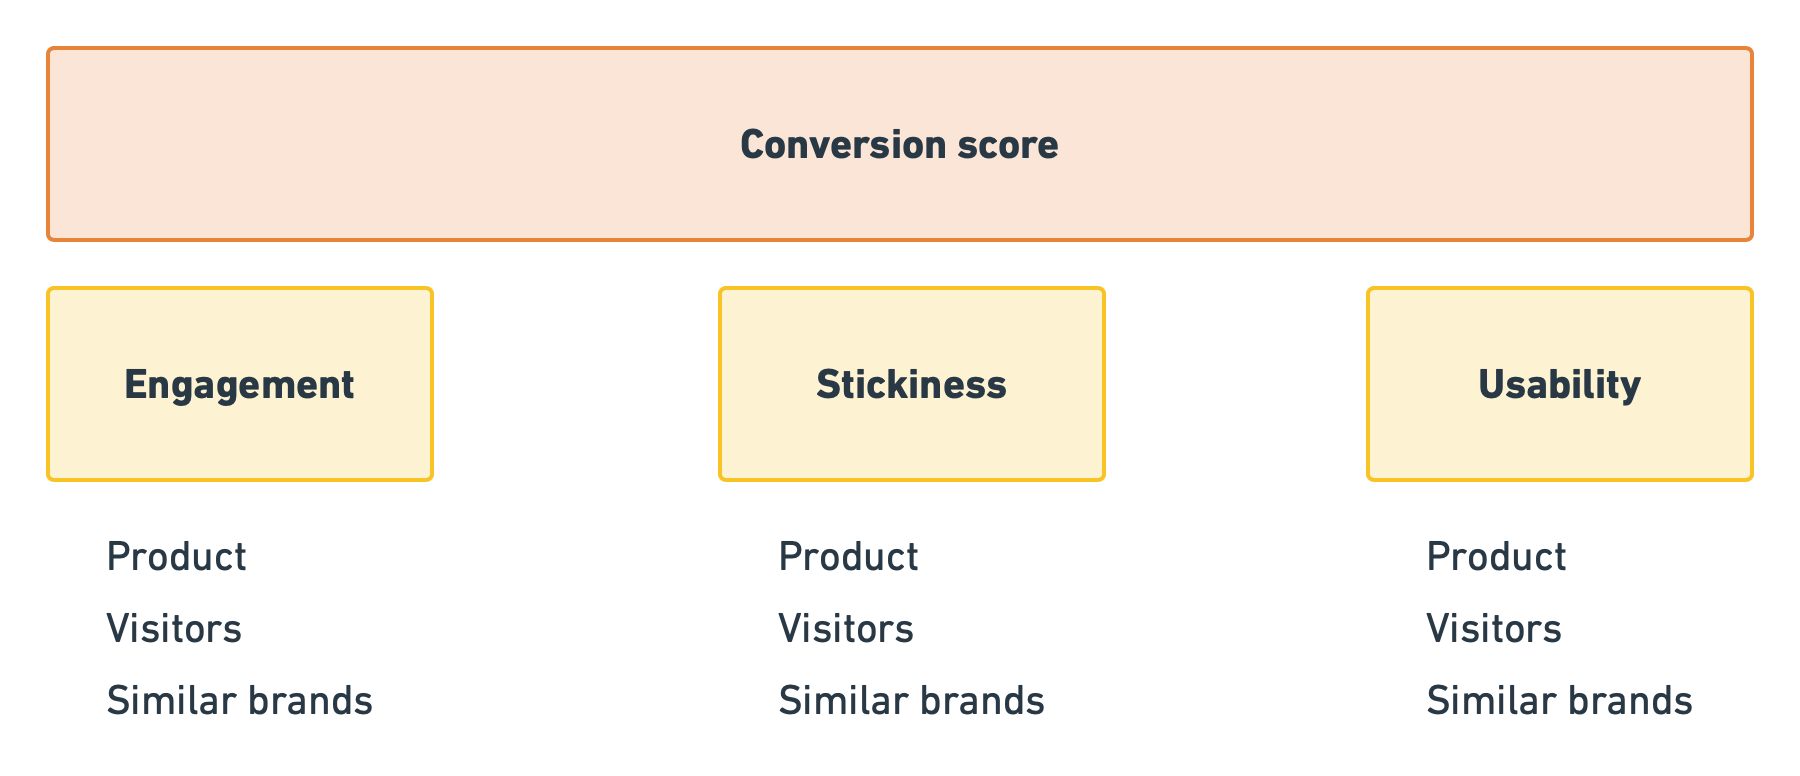 Conversion score
Engagement
Product
Visitors
Similar brands
Stickiness
Product
Visitors
Similar brands
Usability
Product
Visitors
Similar brands